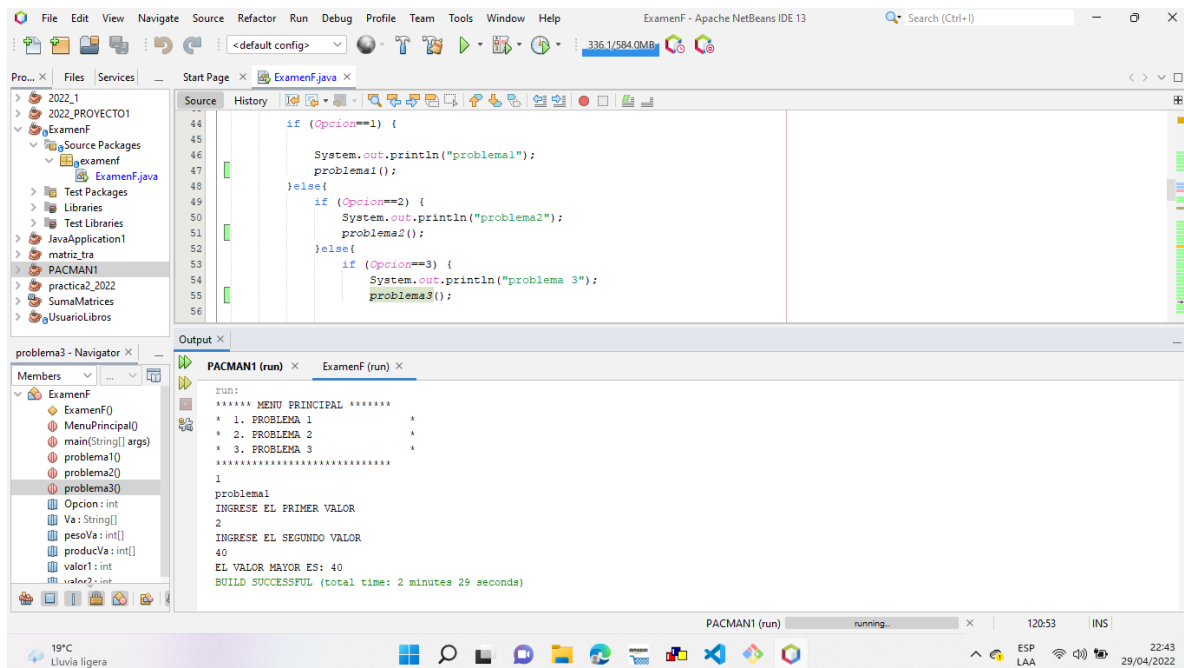 File Edit View Navigate Source Refactor Run Debug Profile Team Tools Window Help ExamenF - Apache NetBeans IDE 13 Search (Ctrl+I)
<default config> 336.1/584.0MB
Pro... Files Services Start Page ExamenF.java
Source History
2022_1
2022_PROYECTO1
ExamenF
Source Packages
examenf
ExamenF.java
Test Packages
Libraries
Test Libraries
JavaApplication1
matriz_tra
PACMAN1
practica2_2022
SumaMatrices
UsuarioLibros
44 if (Opcion==1) {
45
46 System.out.println("problema1");
47 problema1();
48 }else{
49 if (Opcion==2) {
50 System.out.println("problema2");
51 problema2();
52 }else{
53 if (Opcion==3) {
54 System.out.println("problema 3");
55 problema3();
56
problema3 - Navigator
Members ...
ExamenF
ExamenF()
MenuPrincipal()
main(String[] args)
problema1()
problema2()
problema3()
Opcion : int
Va : String[]
pesoVa : int[]
producVa : int[]
valor1 : int
valor2 : int
Output
PACMAN1 (run) ExamenF (run)
run:
****** MENU PRINCIPAL *******
* 1. PROBLEMA 1 *
* 2. PROBLEMA 2 *
* 3. PROBLEMA 3 *
*****************************
1
problema1
INGRESE EL PRIMER VALOR
2
INGRESE EL SEGUNDO VALOR
40
EL VALOR MAYOR ES: 40
BUILD SUCCESSFUL (total time: 2 minutes 29 seconds)
PACMAN1 (run) running... 120:53 INS
19°C
Lluvia ligera
ESP
LAA
22:43
29/04/2022